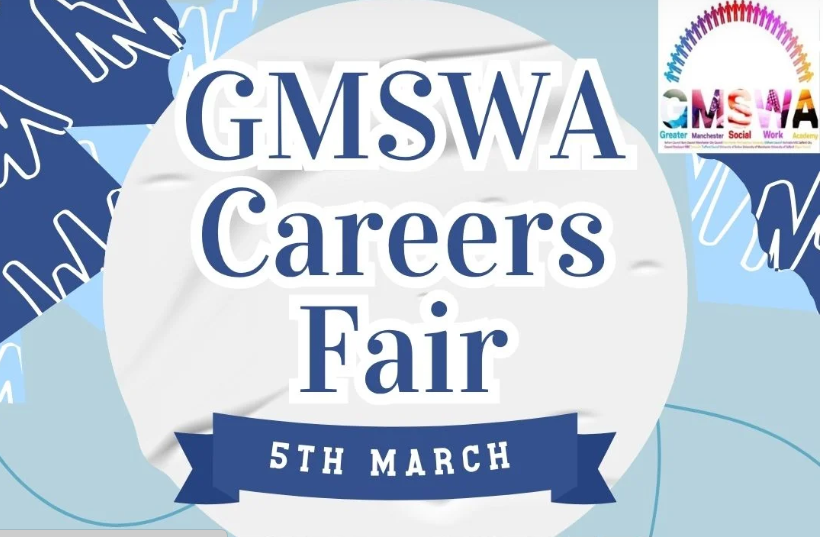 GMSWA
Careers
Fair
5TH MARCH
GMSWA
Greater Manchester Social Work Academy